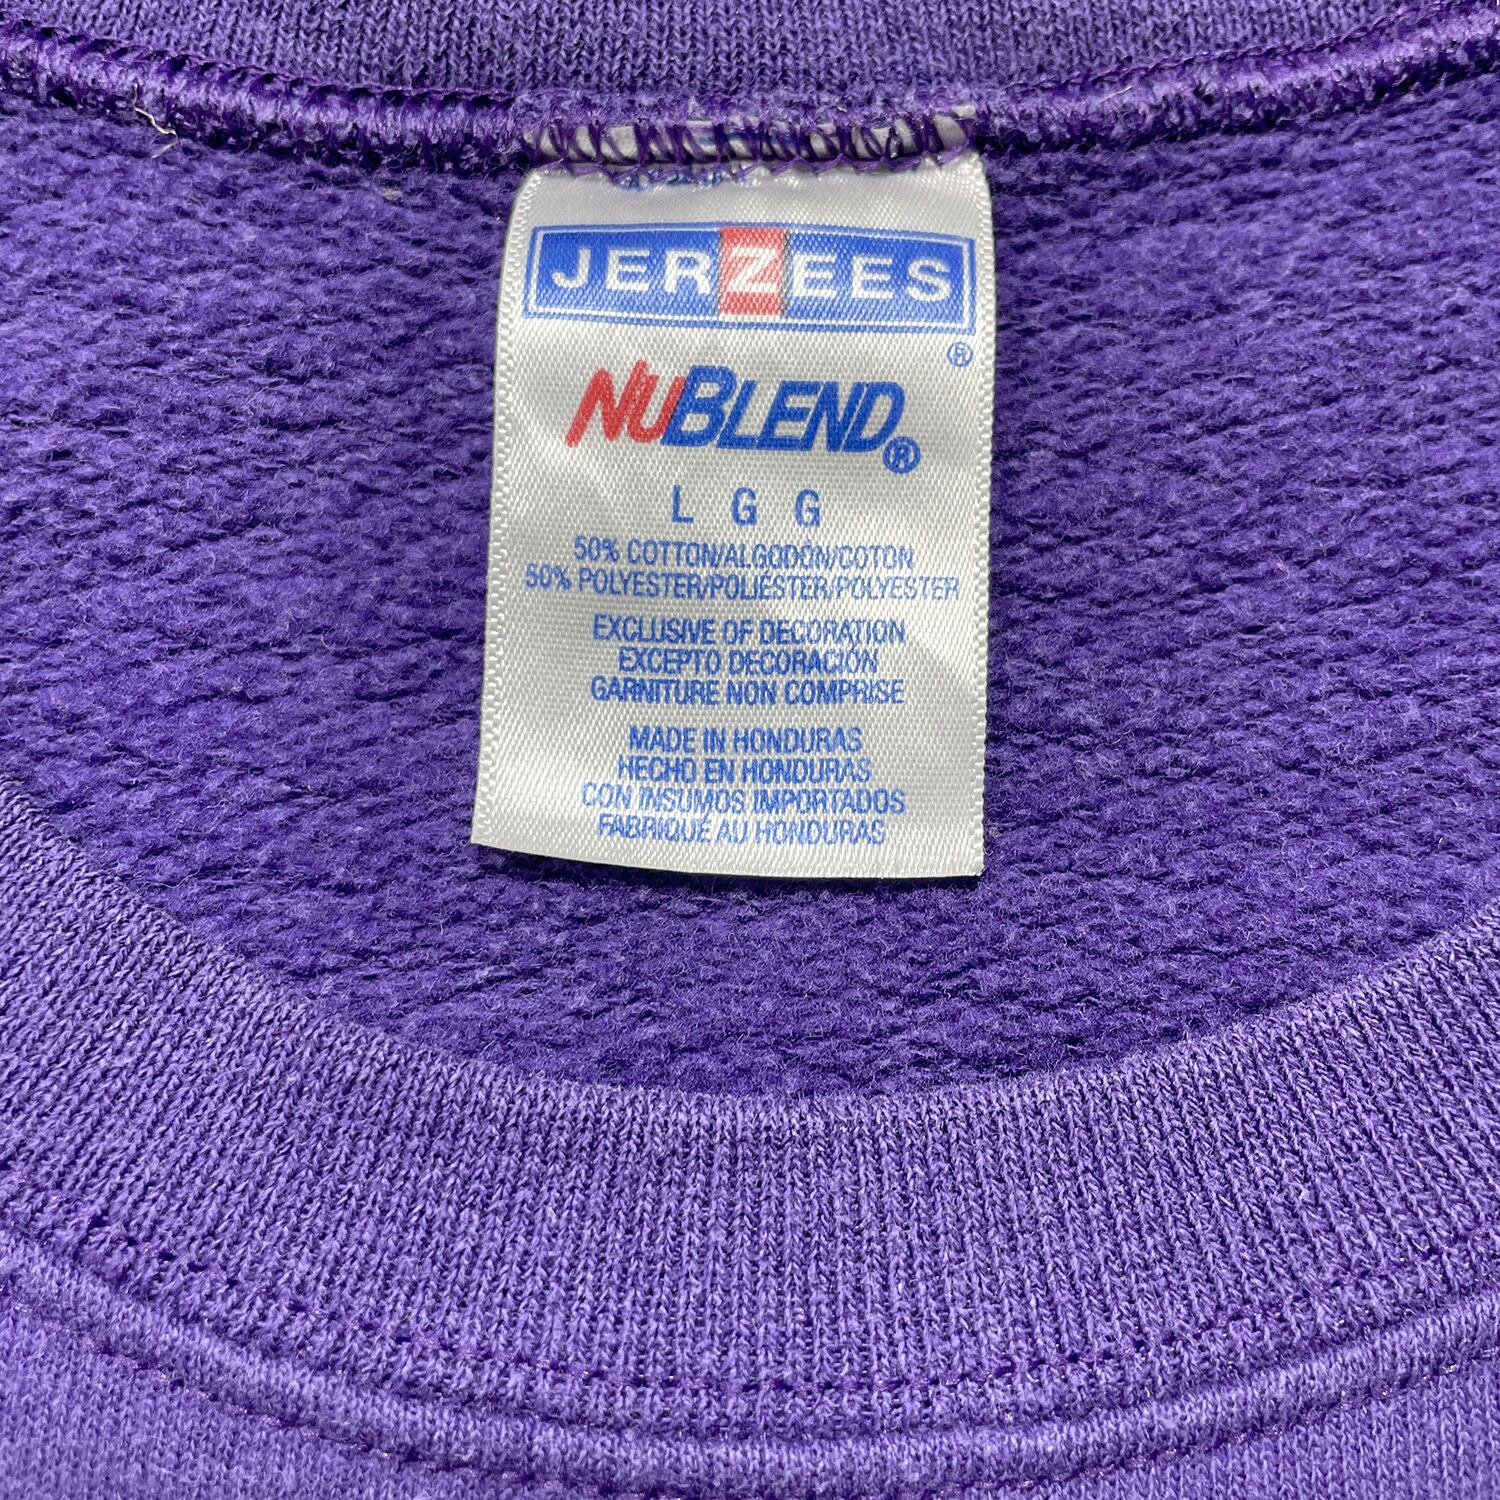 JERZEES
®
NUBLEND®
L G G
50% COTTON/ALGODÓN/COTON
50% POLYESTER/POLIÉSTER/POLYESTER
EXCLUSIVE OF DECORATION
EXCEPTO DECORACIÓN
GARNITURE NON COMPRISE
MADE IN HONDURAS
HECHO EN HONDURAS
CON INSUMOS IMPORTADOS
FABRIQUÉ AU HONDURAS